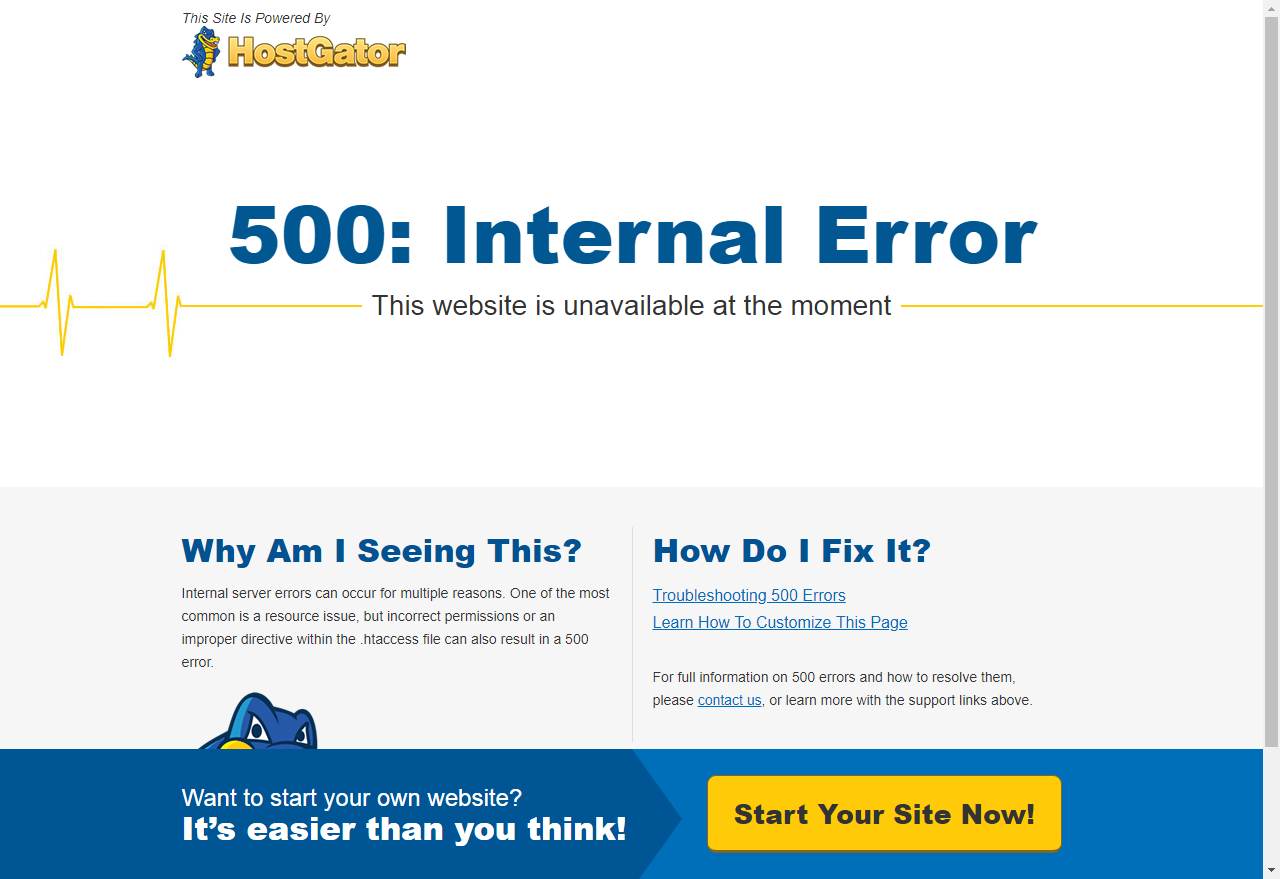 This Site Is Powered By
HostGator
500: Internal Error
This website is unavailable at the moment
Why Am I Seeing This?
Internal server errors can occur for multiple reasons. One of the most
common is a resource issue, but incorrect permissions or an
improper directive within the .htaccess file can also result in a 500
error.
How Do I Fix It?
Troubleshooting 500 Errors
Learn How To Customize This Page
For full information on 500 errors and how to resolve them,
please contact us, or learn more with the support links above.
Want to start your own website?
It’s easier than you think!
Start Your Site Now!